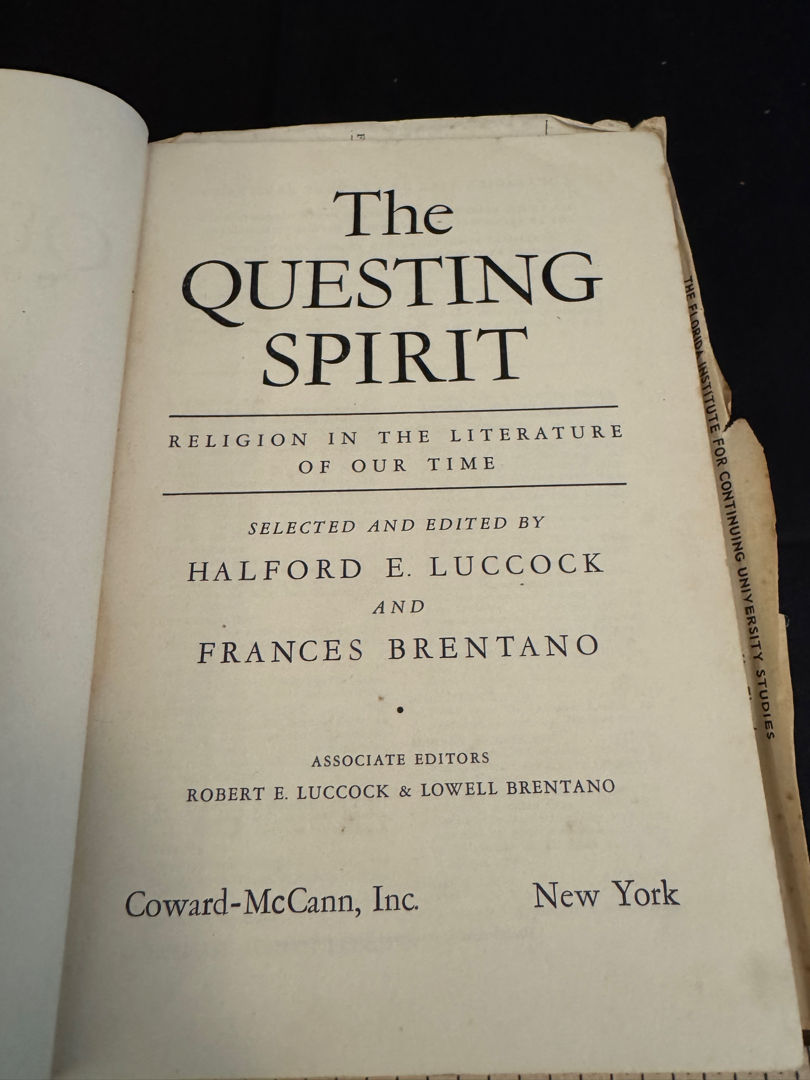 The
QUESTING
SPIRIT
RELIGION IN THE LITERATURE
OF OUR TIME
SELECTED AND EDITED BY
HALFORD E. LUCCOCK
AND
FRANCES BRENTANO
ASSOCIATE EDITORS
ROBERT E. LUCCOCK & LOWELL BRENTANO
Coward-McCann, Inc. New York
THE FLORIDA INSTITUTE FOR CONTINUING UNIVERSITY STUDIES